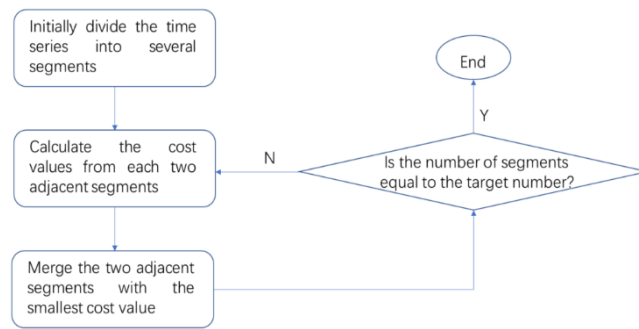 Initially divide the time
series into several
segments
Calculate the cost
values from each two
adjacent segments
Merge the two adjacent
segments with the
smallest cost value
Is the number of segments
equal to the target number?
N
Y
End